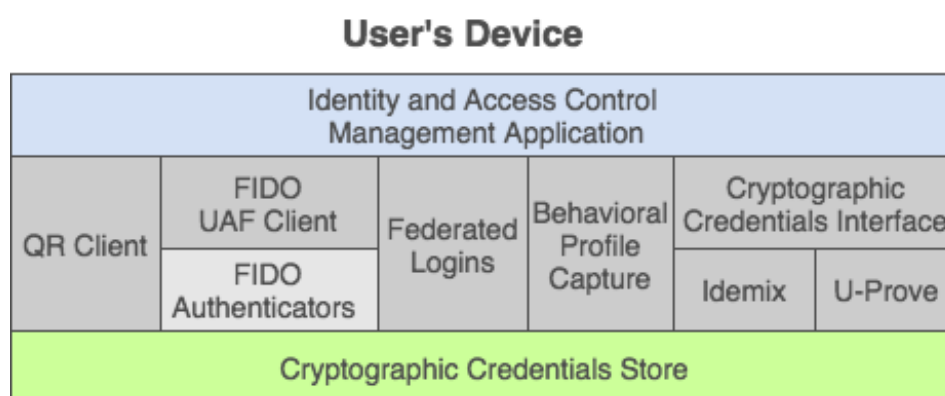 User's Device
Identity and Access Control
Management Application
QR Client
FIDO
UAF Client
FIDO
Authenticators
Federated
Logins
Behavioral
Profile
Capture
Cryptographic
Credentials Interface
Idemix
U-Prove
Cryptographic Credentials Store